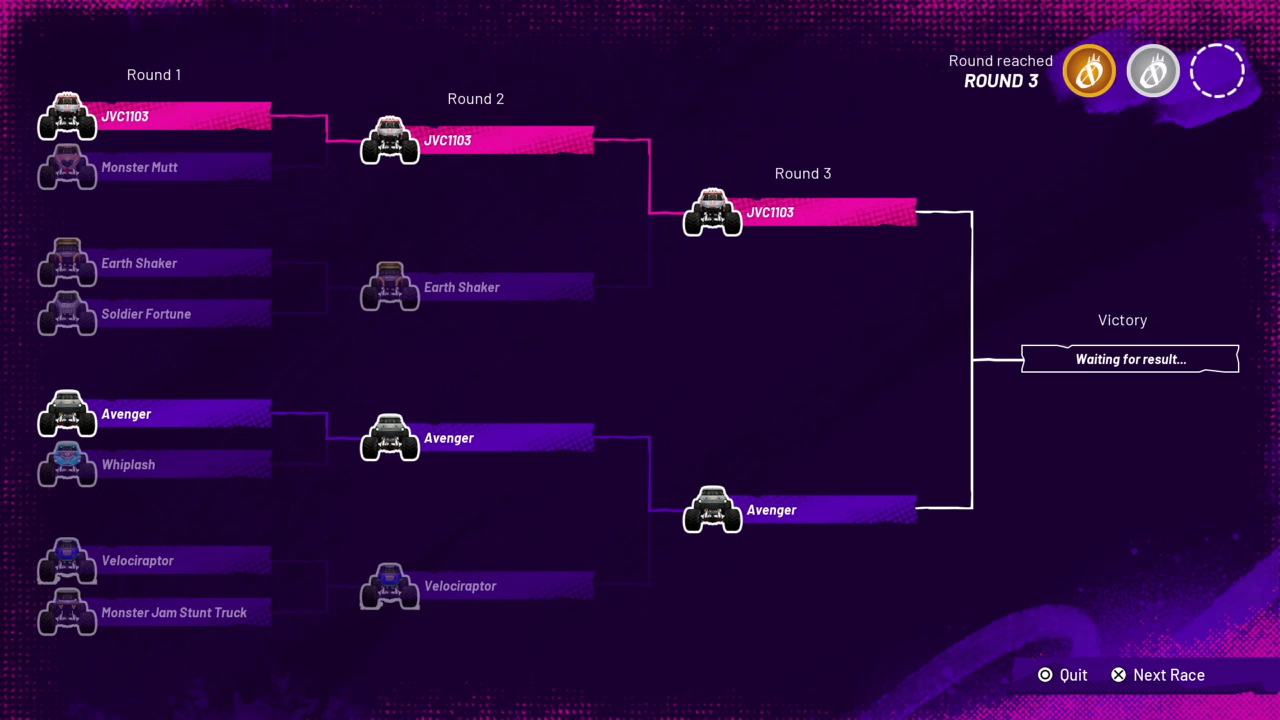 Round reached
ROUND 3
Round 1
JVC1103
Monster Mutt
Earth Shaker
Soldier Fortune
Avenger
Whiplash
Velociraptor
Monster Jam Stunt Truck
Round 2
JVC1103
Earth Shaker
Avenger
Velociraptor
Round 3
JVC1103
Avenger
Victory
Waiting for result...
Quit
Next Race